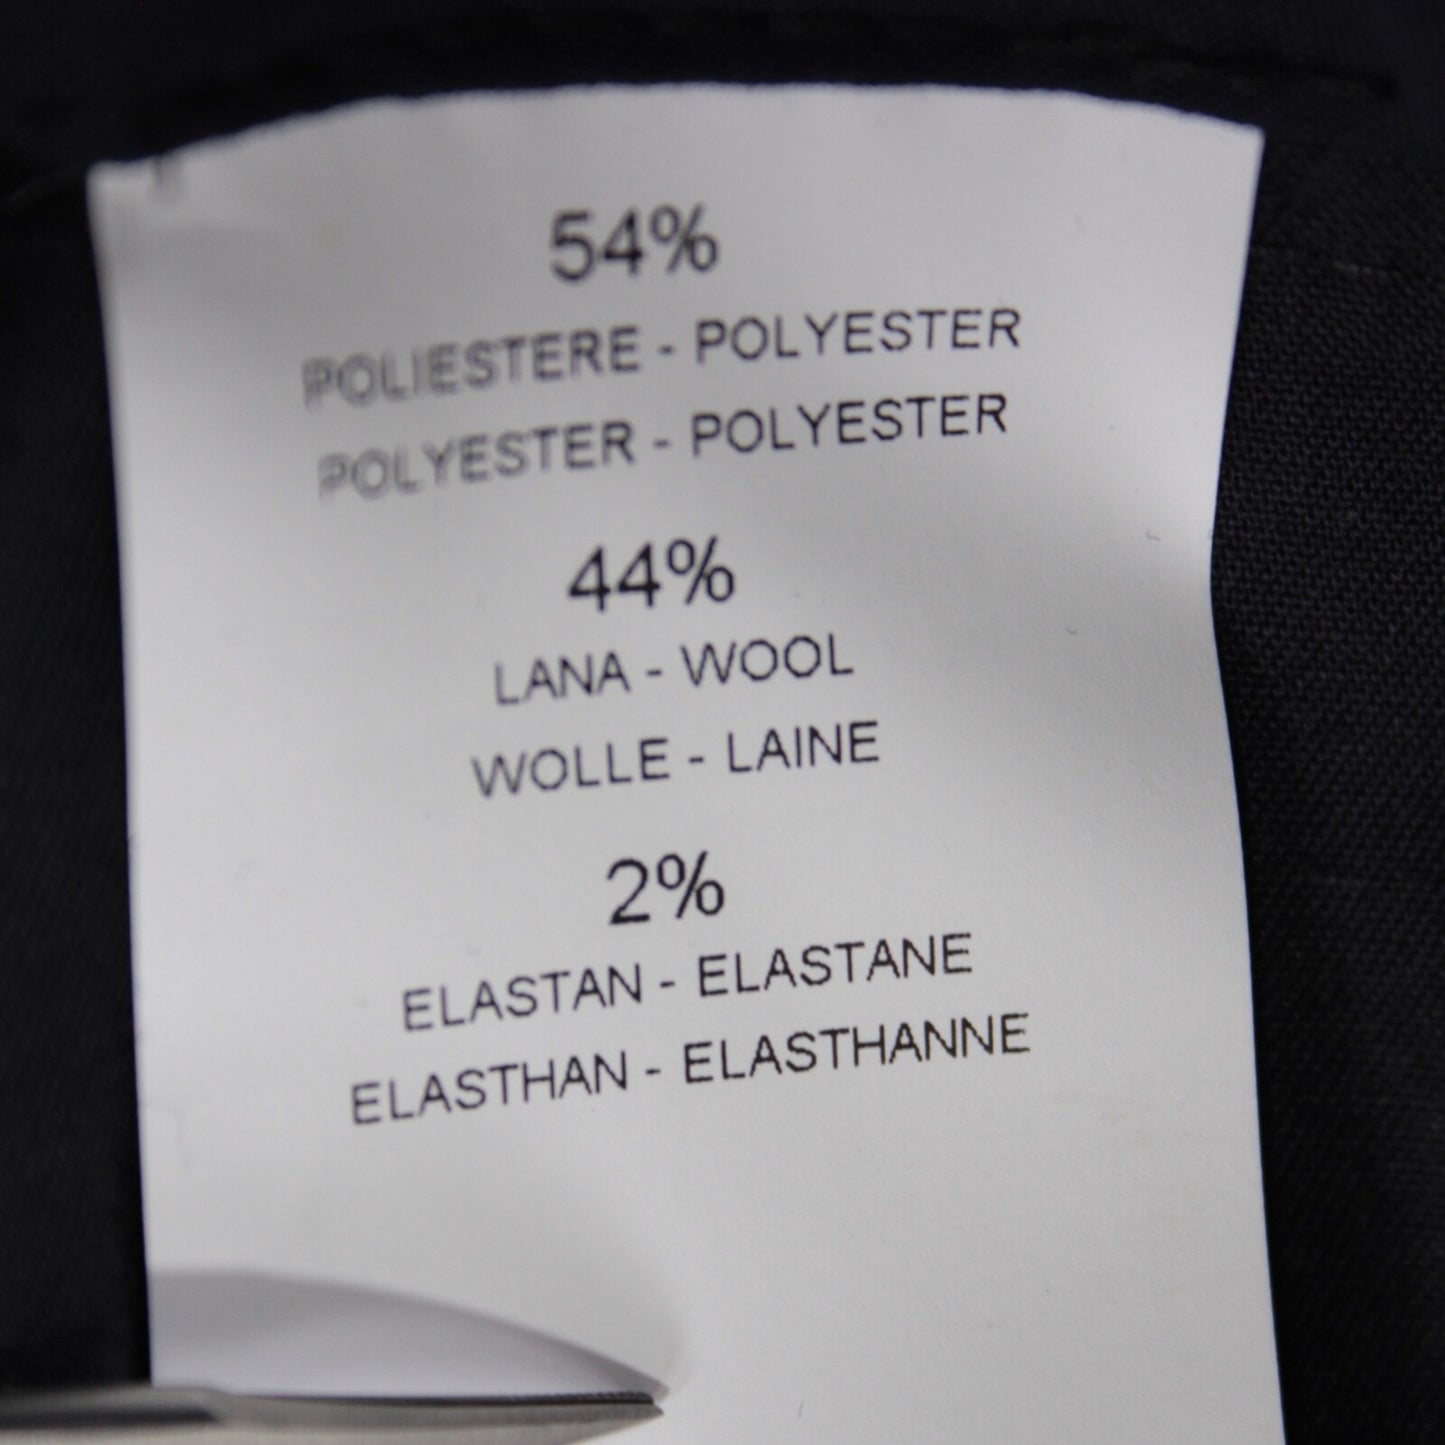 54%
POLIESTERE - POLYESTER
POLYESTER - POLYESTER
44%
LANA - WOOL
WOLLE - LAINE
2%
ELASTAN - ELASTANE
ELASTHAN - ELASTHANNE